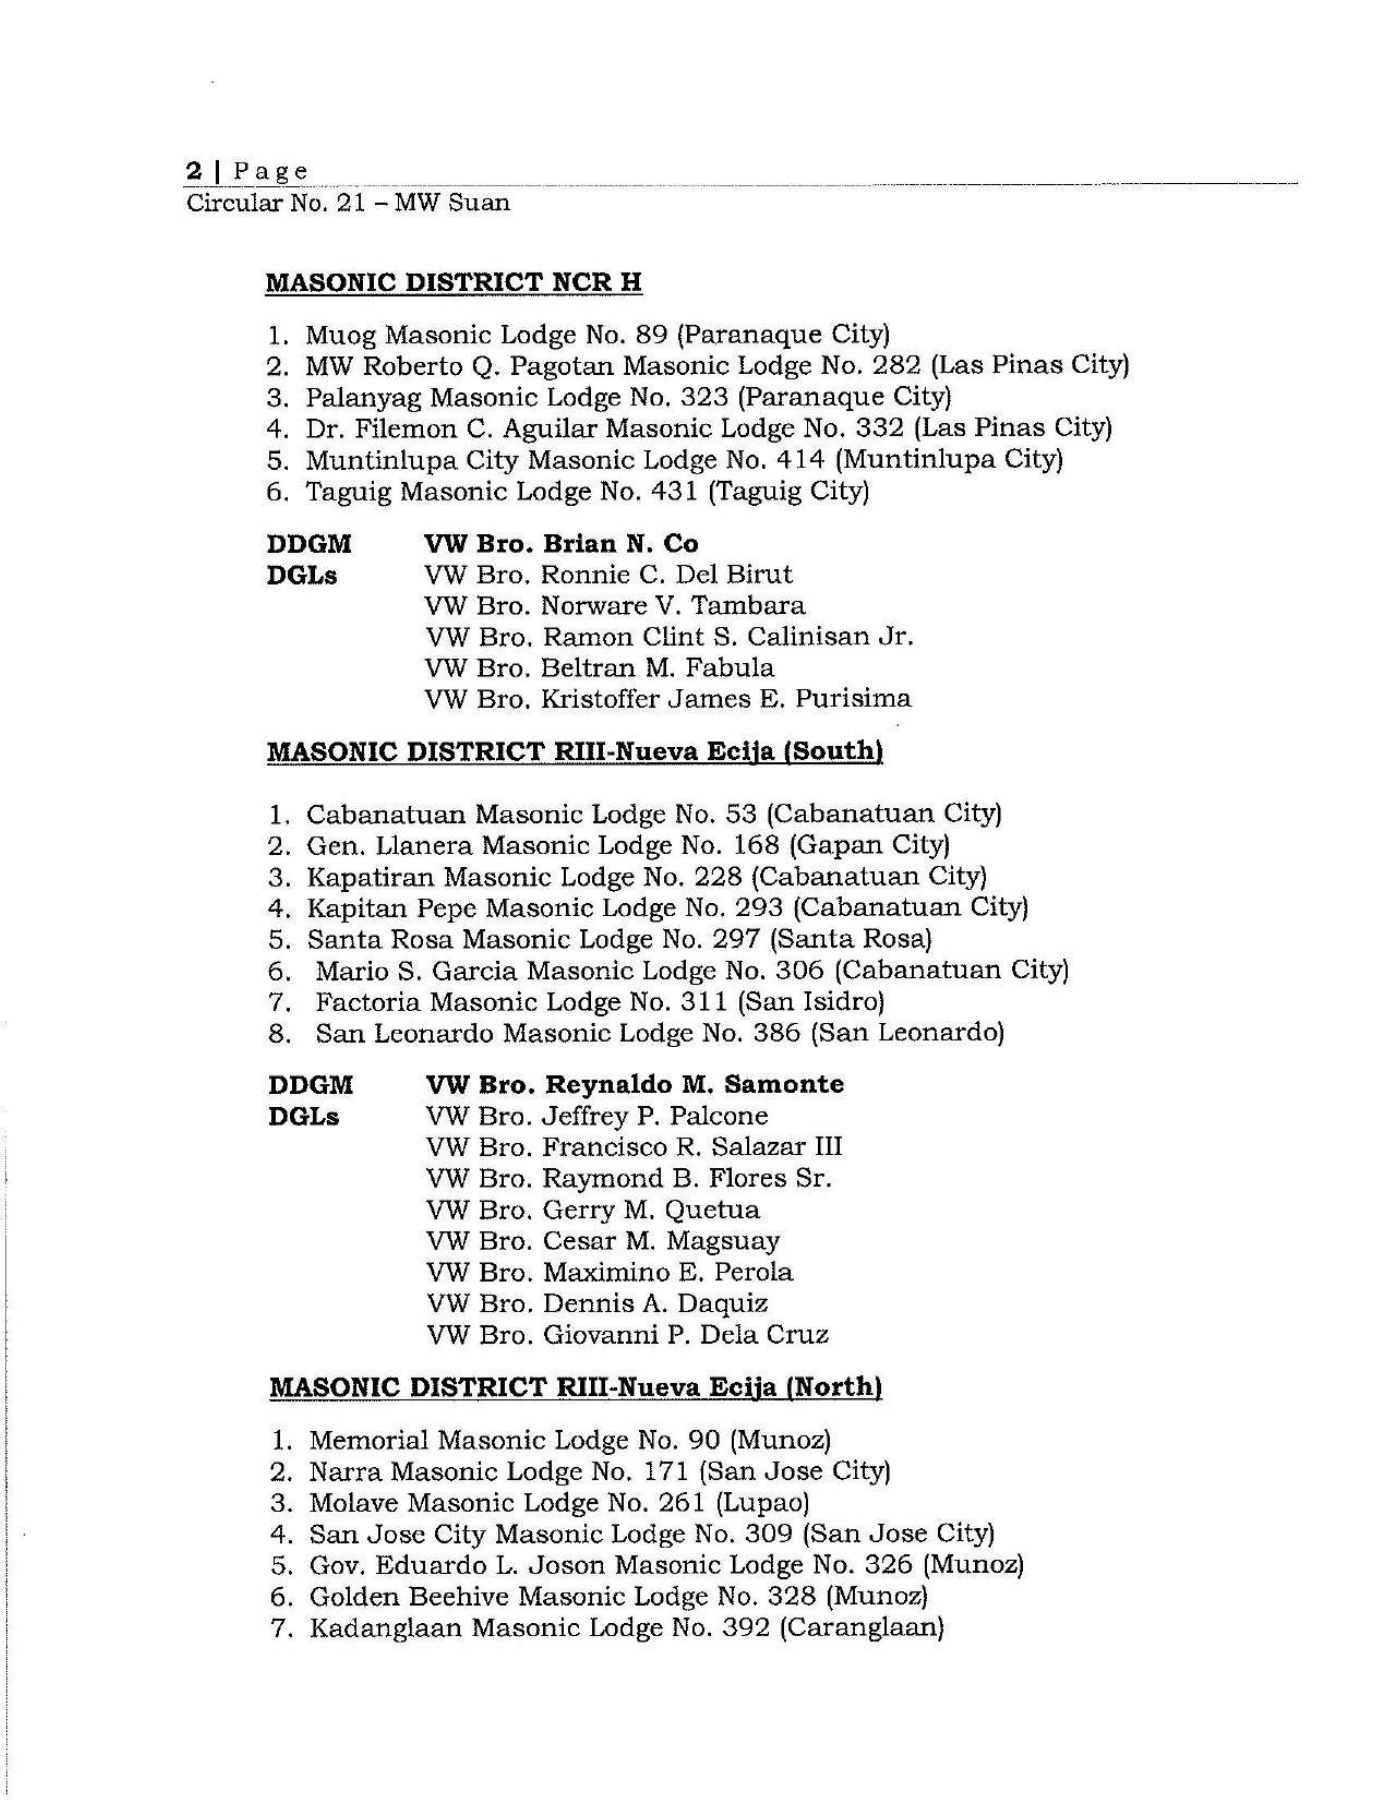 2 | Page
Circular No. 21 – MW Suan
MASONIC DISTRICT NCR H
1. Muog Masonic Lodge No. 89 (Paranaque City)
2. MW Roberto Q. Pagotan Masonic Lodge No. 282 (Las Pinas City)
3. Palanyag Masonic Lodge No. 323 (Paranaque City)
4. Dr. Filemon C. Aguilar Masonic Lodge No. 332 (Las Pinas City)
5. Muntinlupa City Masonic Lodge No. 414 (Muntinlupa City)
6. Taguig Masonic Lodge No. 431 (Taguig City)
DDGM VW Bro. Brian N. Co
DGLs VW Bro. Ronnie C. Del Birut
VW Bro. Norware V. Tambara
VW Bro. Ramon Clint S. Calinisan Jr.
VW Bro. Beltran M. Fabula
VW Bro. Kristoffer James E. Purisima
MASONIC DISTRICT RIII-Nueva Ecija (South)
1. Cabanatuan Masonic Lodge No. 53 (Cabanatuan City)
2. Gen. Llanera Masonic Lodge No. 168 (Gapan City)
3. Kapatiran Masonic Lodge No. 228 (Cabanatuan City)
4. Kapitan Pepe Masonic Lodge No. 293 (Cabanatuan City)
5. Santa Rosa Masonic Lodge No. 297 (Santa Rosa)
6. Mario S. Garcia Masonic Lodge No. 306 (Cabanatuan City)
7. Factoria Masonic Lodge No. 311 (San Isidro)
8. San Leonardo Masonic Lodge No. 386 (San Leonardo)
DDGM VW Bro. Reynaldo M. Samonte
DGLs VW Bro. Jeffrey P. Palcone
VW Bro. Francisco R. Salazar III
VW Bro. Raymond B. Flores Sr.
VW Bro. Gerry M. Quetua
VW Bro. Cesar M. Magsuay
VW Bro. Maximino E. Perola
VW Bro. Dennis A. Daquiz
VW Bro. Giovanni P. Dela Cruz
MASONIC DISTRICT RIII-Nueva Ecija (North)
1. Memorial Masonic Lodge No. 90 (Munoz)
2. Narra Masonic Lodge No. 171 (San Jose City)
3. Molave Masonic Lodge No. 261 (Lupao)
4. San Jose City Masonic Lodge No. 309 (San Jose City)
5. Gov. Eduardo L. Joson Masonic Lodge No. 326 (Munoz)
6. Golden Beehive Masonic Lodge No. 328 (Munoz)
7. Kadanglaan Masonic Lodge No. 392 (Caranglaan)